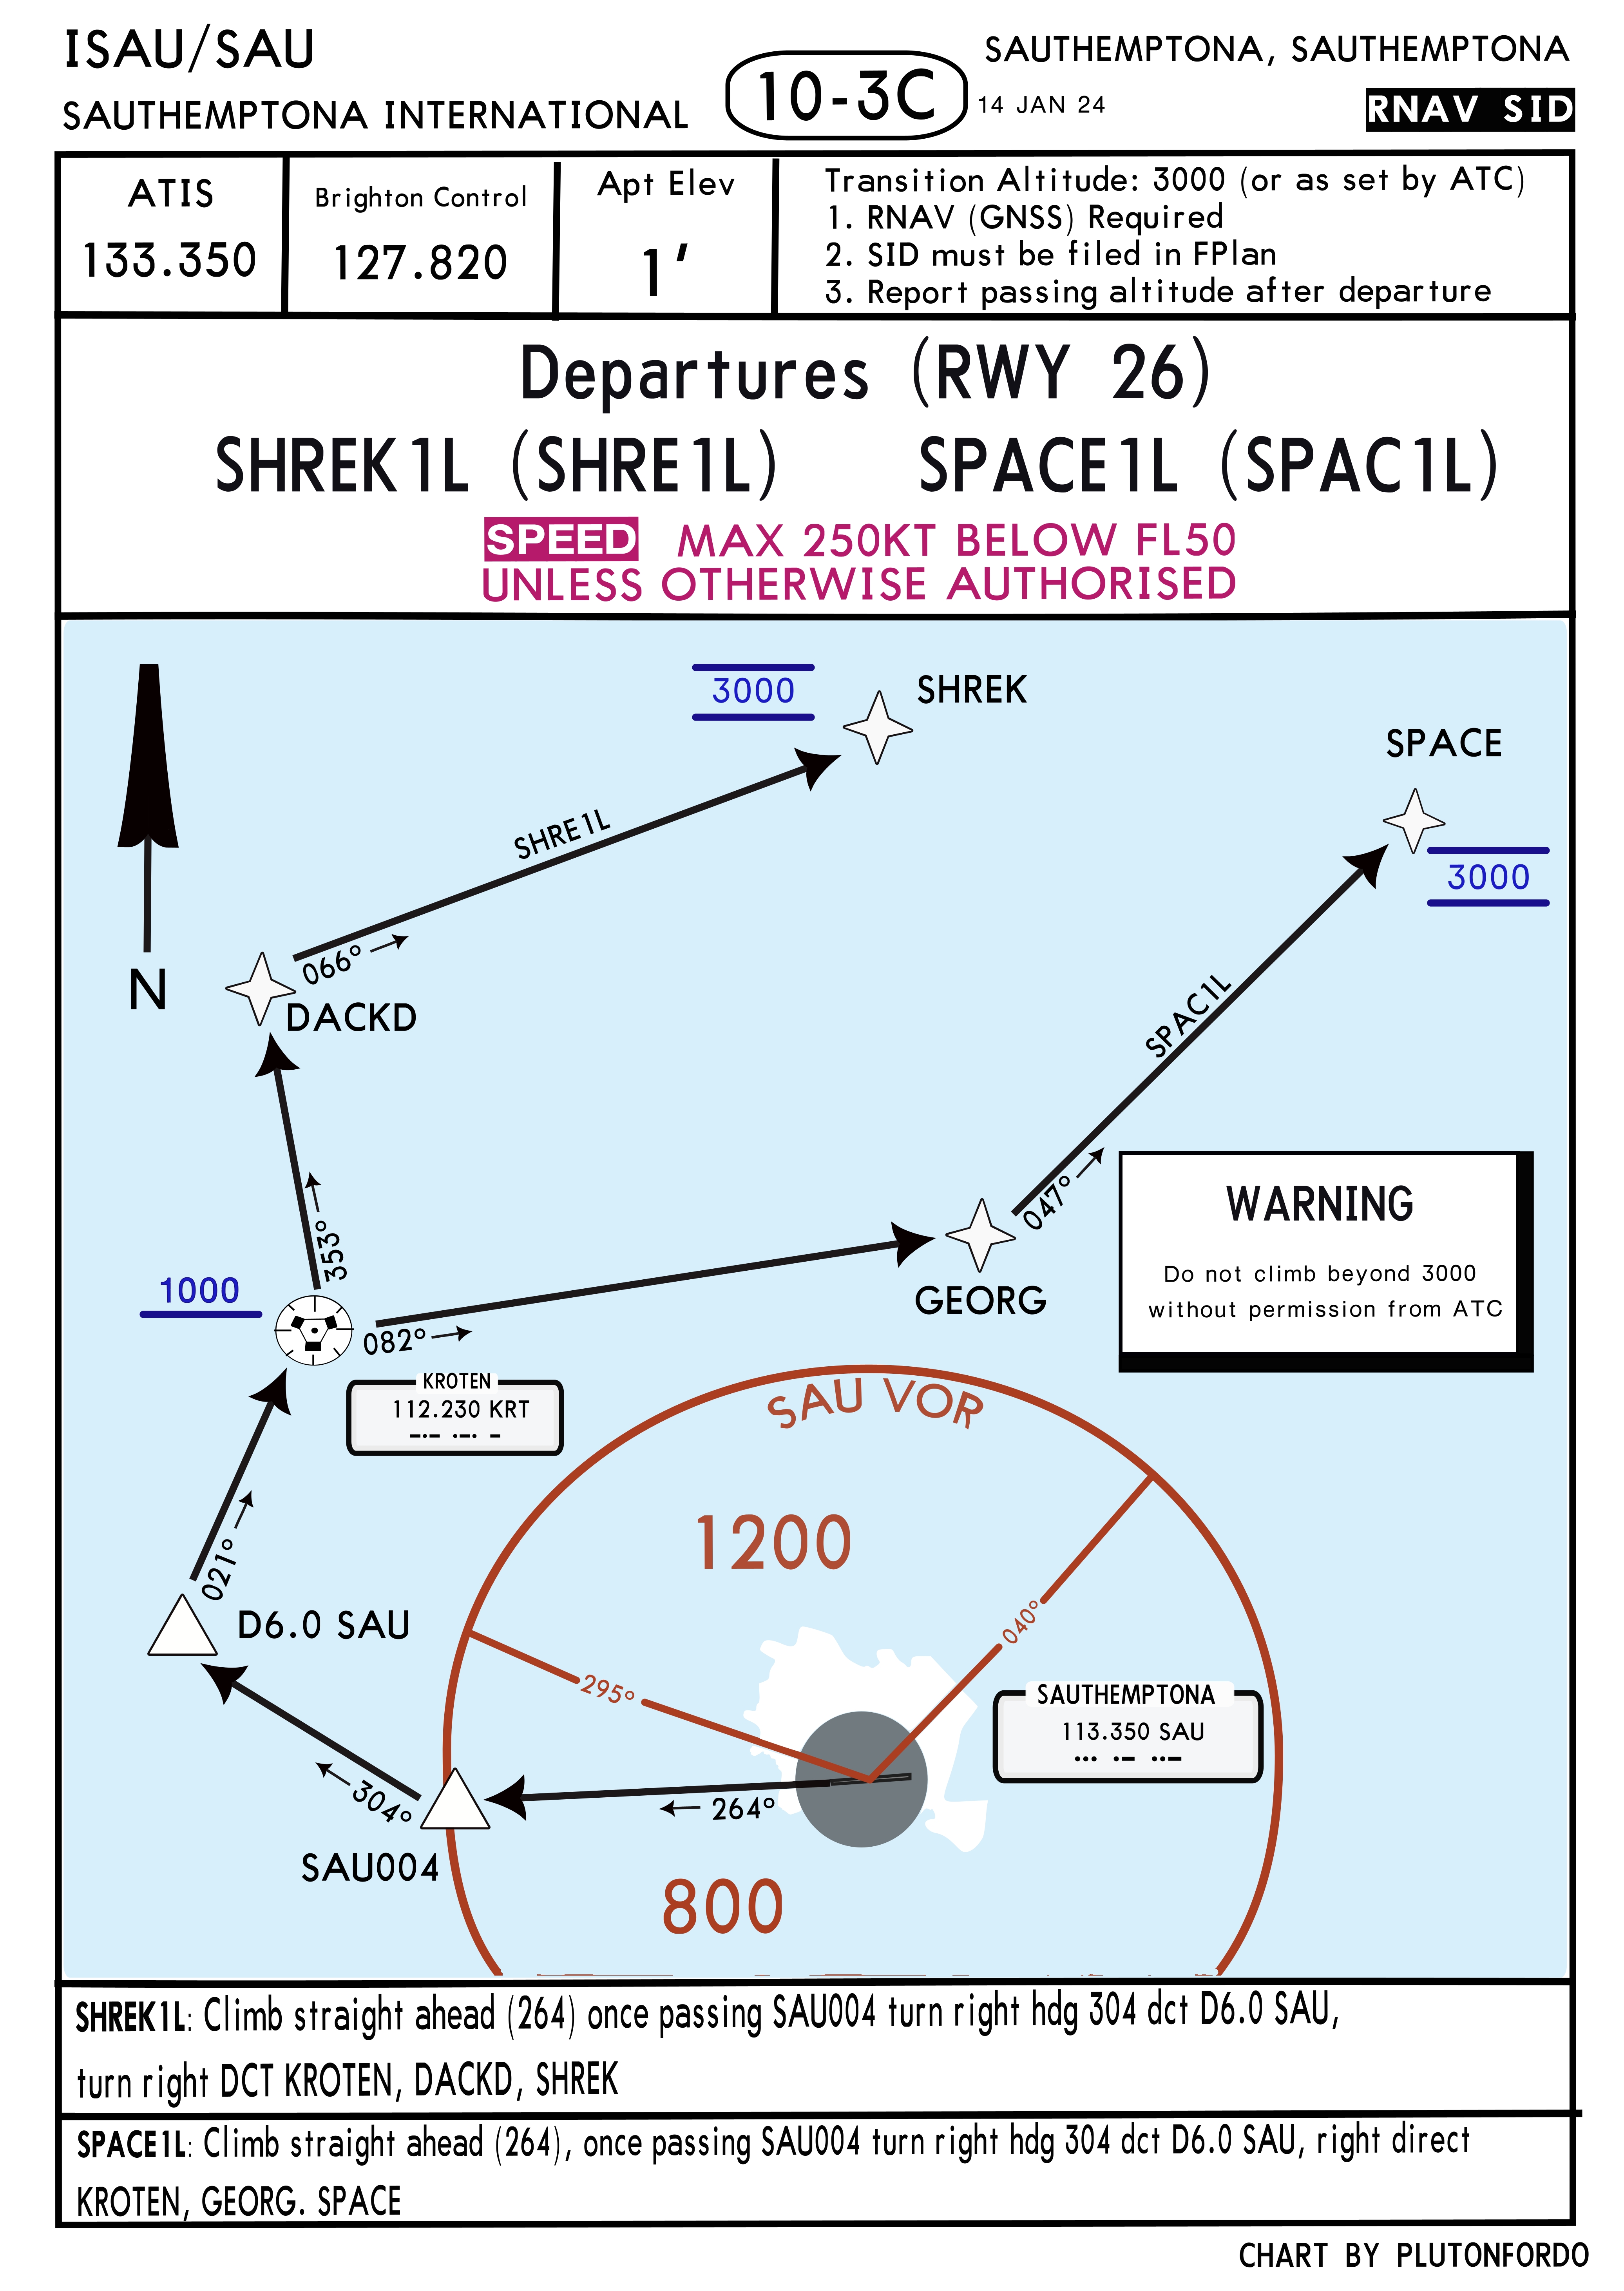 ISAU/SAU
SAUTHEMPTONA INTERNATIONAL
10-3C
14 JAN 24
SAUTHEMPTONA, SAUTHEMPTONA
RNAV SID
ATIS
133.350
Brighton Control
127.820
Apt Elev
1'
Transition Altitude: 3000 (or as set by ATC)
1. RNAV (GNSS) Required
2. SID must be filed in FPlan
3. Report passing altitude after departure
Departures (RWY 26)
SHREK1L (SHRE1L) SPACE1L (SPAC1L)
SPEED MAX 250KT BELOW FL50
UNLESS OTHERWISE AUTHORISED
3000
SHREK
SPACE
3000
SHRE1L
066°
DACKD
N
SPAC1L
047°
353°
1000
GEORG
082°
WARNING
Do not climb beyond 3000
without permission from ATC
KROTEN
112.230 KRT
SAU VOR
1200
021°
D6.0 SAU
040°
295°
SAUTHEMPTONA
113.350 SAU
304°
264°
SAU004
800
SHREK1L: Climb straight ahead (264) once passing SAU004 turn right hdg 304 dct D6.0 SAU,
turn right DCT KROTEN, DACKD, SHREK
SPACE1L: Climb straight ahead (264), once passing SAU004 turn right hdg 304 dct D6.0 SAU, right direct
KROTEN, GEORG. SPACE
CHART BY PLUTONFORDO